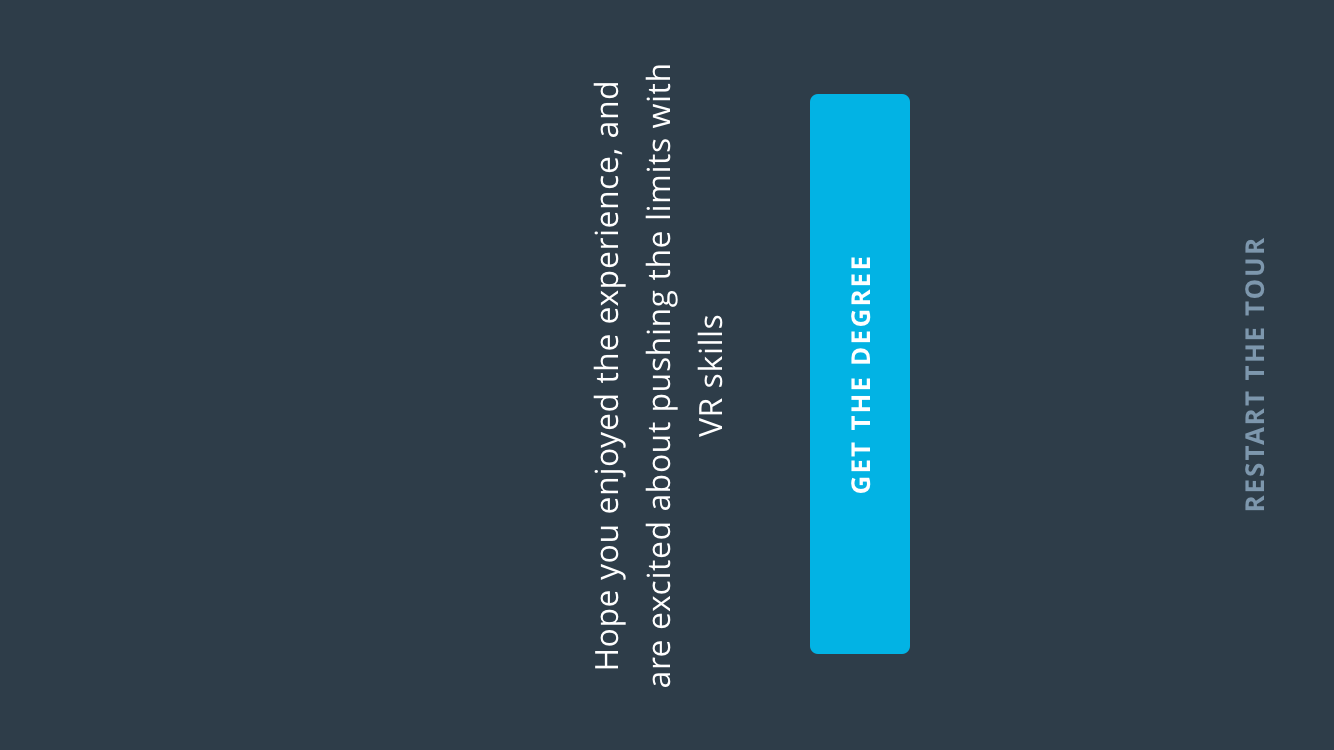 Hope you enjoyed the experience, and
are excited about pushing the limits with
VR skills
GET THE DEGREE
RESTART THE TOUR